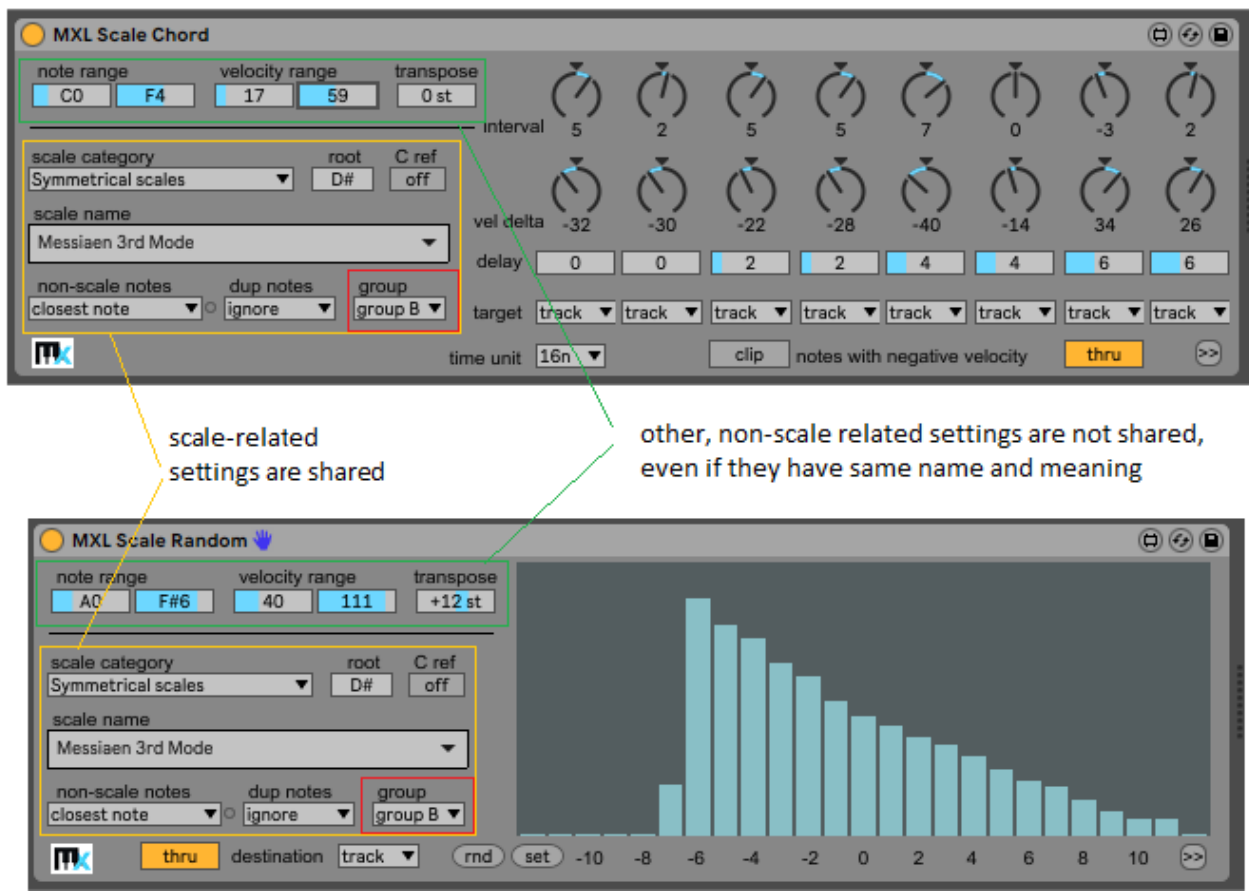 MXL Scale Chord
note range velocity range transpose
C0 F4 17 59 0 st
interval 5 2 5 5 7 0 -3 2
scale category root C ref
Symmetrical scales D# off
scale name
Messiaen 3rd Mode
vel delta -32 -30 -22 -28 -40 -14 34 26
delay 0 0 2 2 4 4 6 6
non-scale notes dup notes group
closest note ignore group B
target track track track track track track track track
mx time unit 16n clip notes with negative velocity thru >>
scale-related
settings are shared
other, non-scale related settings are not shared,
even if they have same name and meaning
MXL Scale Random
note range velocity range transpose
A0 F#6 40 111 +12 st
scale category root C ref
Symmetrical scales D# off
scale name
Messiaen 3rd Mode
non-scale notes dup notes group
closest note ignore group B
mx thru destination track rnd set -10 -8 -6 -4 -2 0 2 4 6 8 10 >>